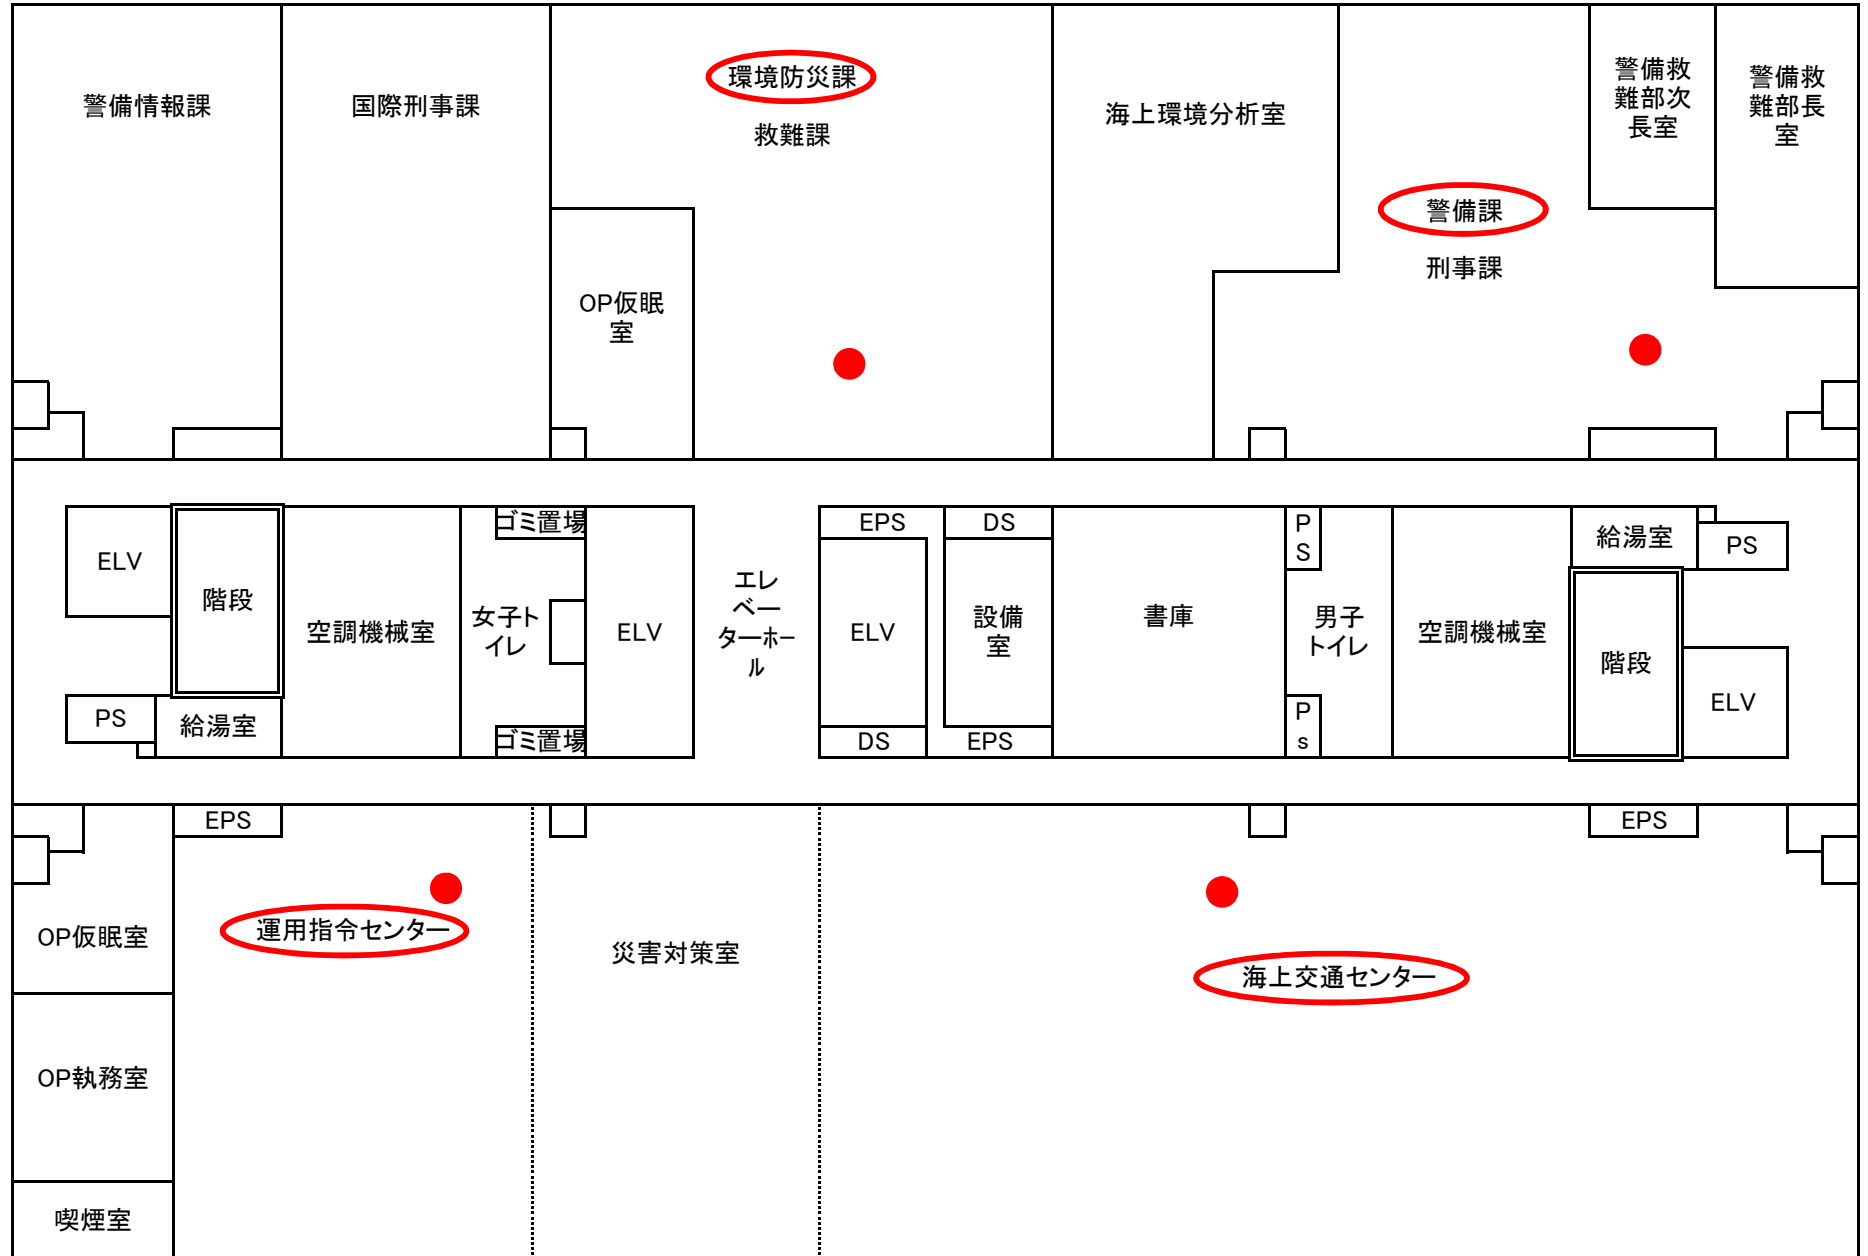 警備情報課
国際刑事課
環境防災課
救難課
海上環境分析室
警備救
難部次
長室
警備救
難部長
室
警備課
刑事課
OP仮眠
室
ELV
階段
空調機械室
女子ト
イレ
ゴミ置場
ゴミ置場
ELV
エレ
ベー
ターホー
ル
EPS
ELV
DS
DS
設備
室
EPS
書庫
P
S
P
s
男子
トイレ
空調機械室
給湯室
PS
階段
ELV
PS
給湯室
EPS
EPS
OP仮眠室
運用指令センター
災害対策室
海上交通センター
OP執務室
喫煙室